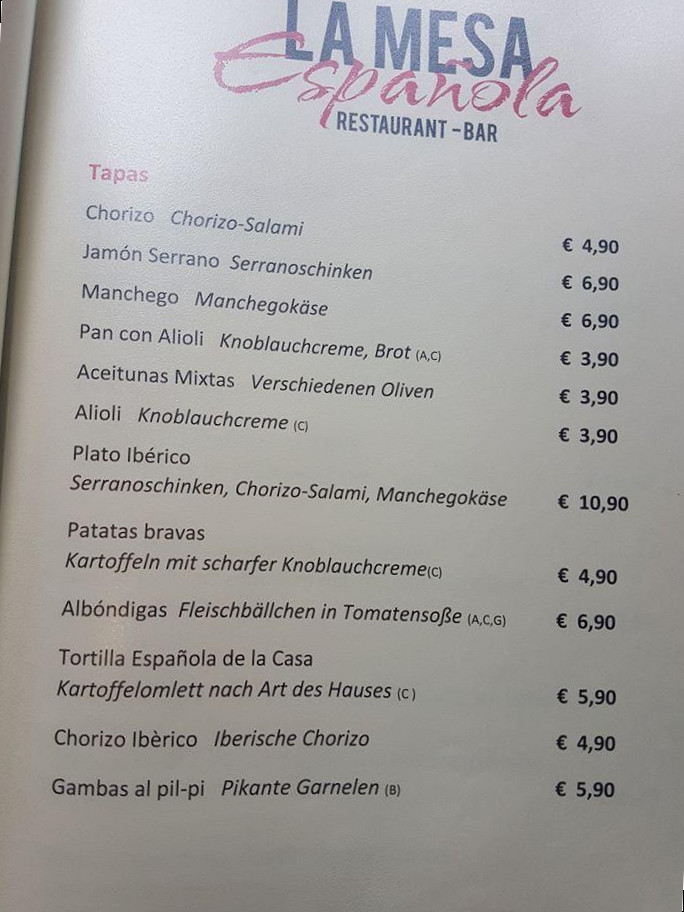 LA MESA
Española
RESTAURANT-BAR
Tapas
Chorizo Chorizo-Salami € 4,90
Jamón Serrano Serranoschinken € 6,90
Manchego Manchegokäse € 6,90
Pan con Alioli Knoblauchcreme, Brot (A,C) € 3,90
Aceitunas Mixtas Verschiedenen Oliven € 3,90
Alioli Knoblauchcreme (C) € 3,90
Plato Ibérico
Serranoschinken, Chorizo-Salami, Manchegokäse € 10,90
Patatas bravas
Kartoffeln mit scharfer Knoblauchcreme(C) € 4,90
Albóndigas Fleischbällchen in Tomatensoße (A,C,G) € 6,90
Tortilla Española de la Casa
Kartoffelomlett nach Art des Hauses (C ) € 5,90
Chorizo Ibèrico Iberische Chorizo € 4,90
Gambas al pil-pi Pikante Garnelen (B) € 5,90